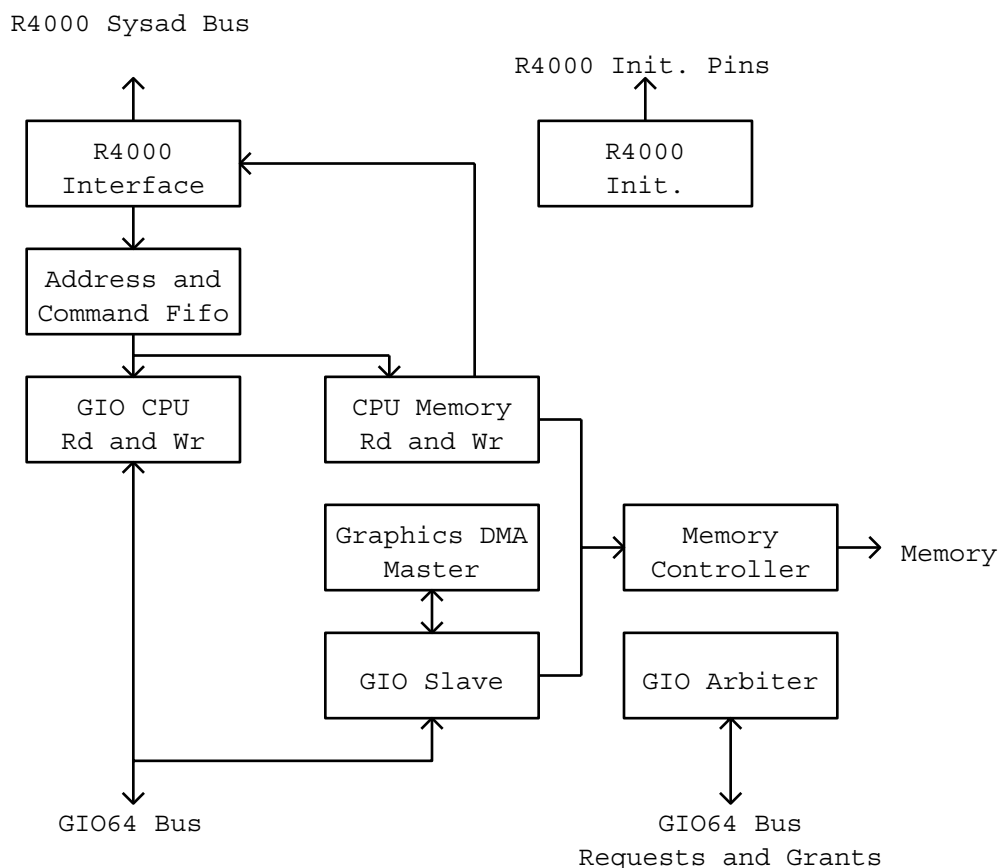 R4000 Sysad Bus
R4000 Init. Pins
R4000
Interface
R4000
Init.
Address and
Command Fifo
GIO CPU
Rd and Wr
CPU Memory
Rd and Wr
Graphics DMA
Master
Memory
Controller
Memory
GIO Slave
GIO Arbiter
GIO64 Bus
GIO64 Bus
Requests and Grants